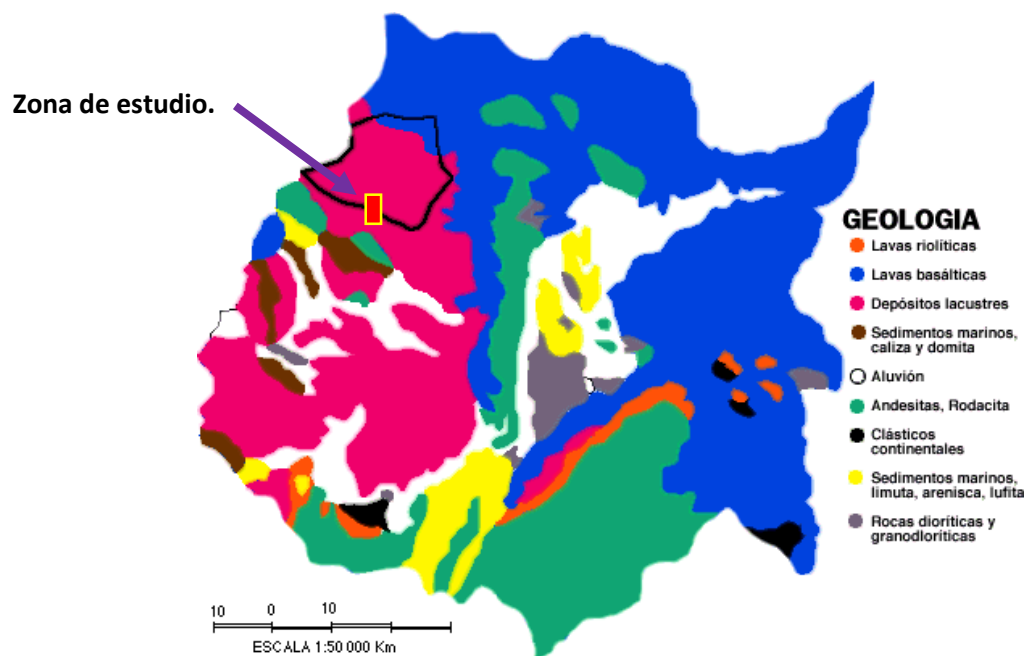 Zona de estudio.
GEOLOGIA
Lavas riolíticas
Lavas basálticas
Depósitos lacustres
Sedimentos marinos,
caliza y domita
Aluvión
Andesitas, Rodacita
Clásticos
continentales
Sedimentos marinos,
limuta, arenisca, lufita
Rocas dioríticas y
granodloríticas
10 0 10
ESCALA 1:50 000 Km